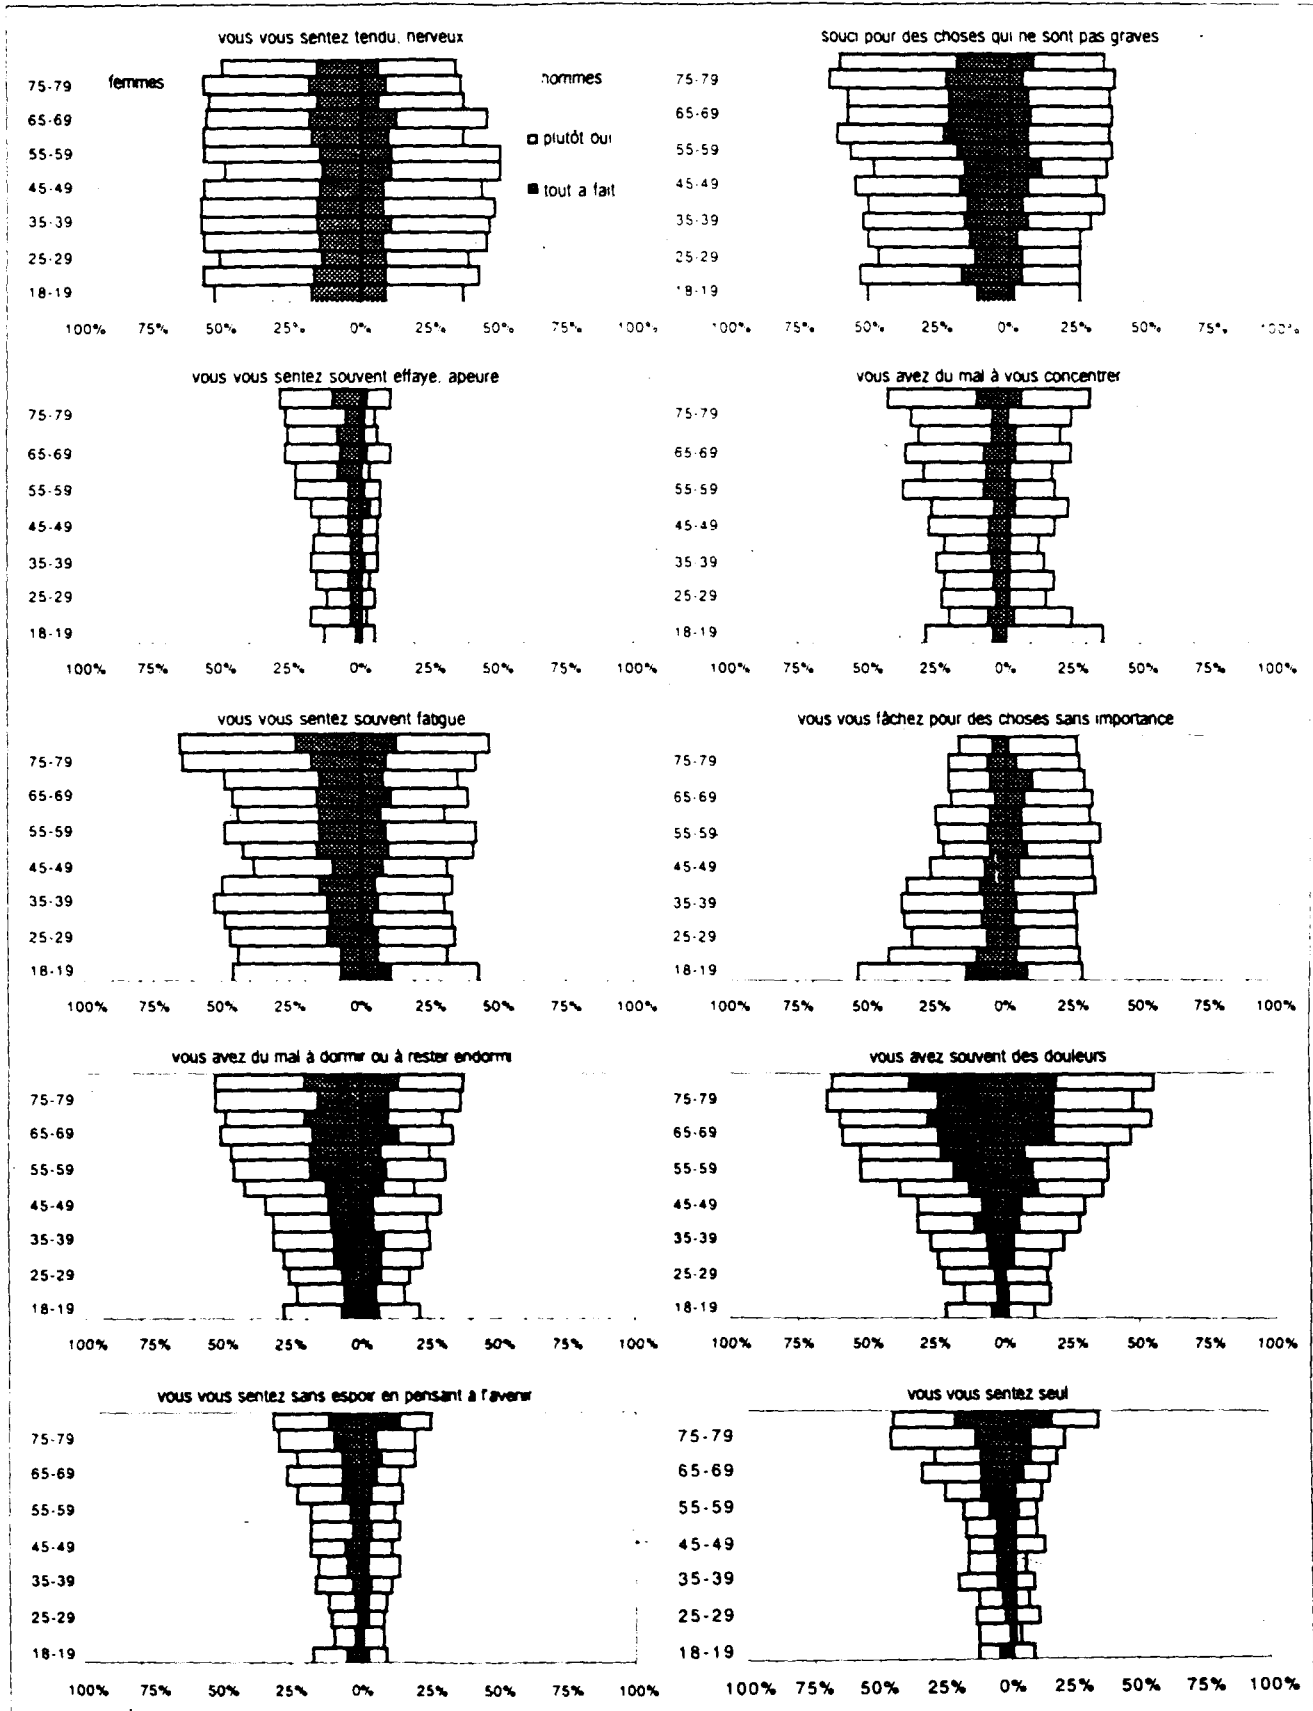 vous vous sentez tendu, nerveux
femmes
hommes
75-79
65-69
plutôt oui
55-59
tout a fait
45-49
35-39
25-29
18-19
100% 75% 50% 25% 0% 25% 50% 75% 100%
souci pour des choses qui ne sont pas graves
75-79
65-69
55-59
45-49
35-39
25-29
18-19
100% 75% 50% 25% 0% 25% 50% 75% 100%
vous vous sentez souvent effaye, apeure
75-79
65-69
55-59
45-49
35-39
25-29
18-19
100% 75% 50% 25% 0% 25% 50% 75% 100%
vous avez du mal à vous concentrer
75-79
65-69
55-59
45-49
35-39
25-29
18-19
100% 75% 50% 25% 0% 25% 50% 75% 100%
vous vous sentez souvent fatigue
75-79
65-69
55-59
45-49
35-39
25-29
18-19
100% 75% 50% 25% 0% 25% 50% 75% 100%
vous vous fâchez pour des choses sans importance
75-79
65-69
55-59
45-49
35-39
25-29
18-19
100% 75% 50% 25% 0% 25% 50% 75% 100%
vous avez du mal à dormir ou à rester endormi
75-79
65-69
55-59
45-49
35-39
25-29
18-19
100% 75% 50% 25% 0% 25% 50% 75% 100%
vous avez souvent des douleurs
75-79
65-69
55-59
45-49
35-39
25-29
18-19
100% 75% 50% 25% 0% 25% 50% 75% 100%
vous vous sentez sans espoir en pensant à l'avenir
75-79
65-69
55-59
45-49
35-39
25-29
18-19
100% 75% 50% 25% 0% 25% 50% 75% 100%
vous vous sentez seul
75-79
65-69
55-59
45-49
35-39
25-29
18-19
100% 75% 50% 25% 0% 25% 50% 75% 100%